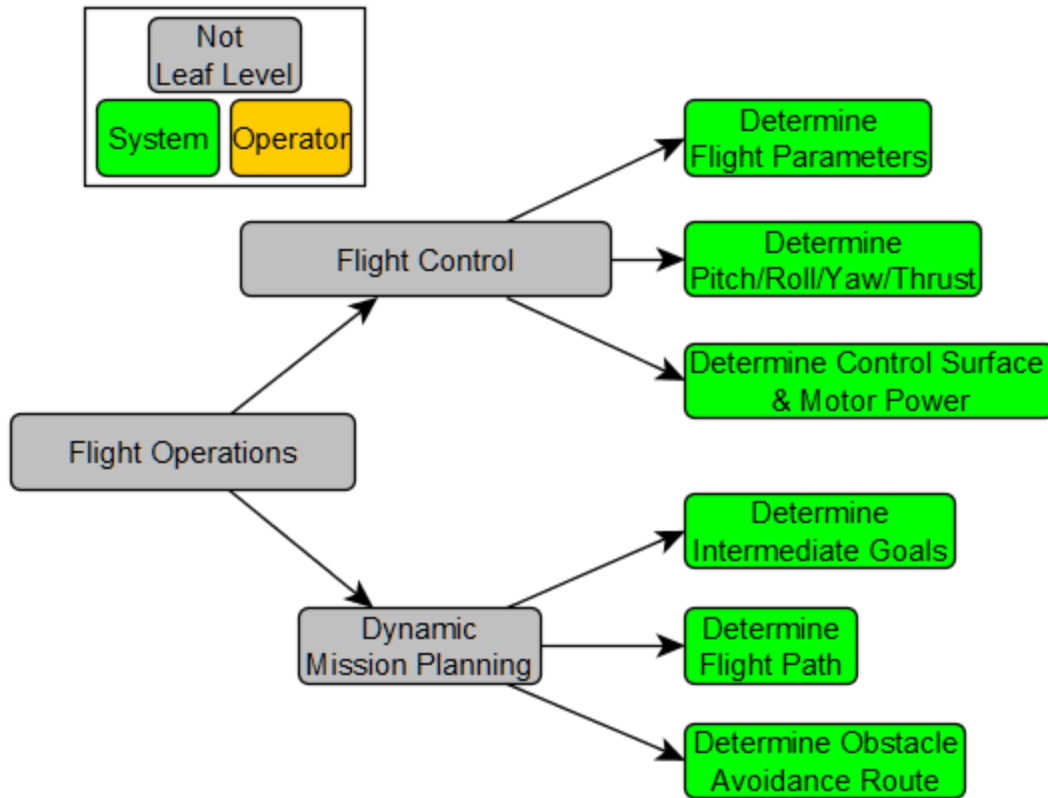 Not
Leaf Level
System
Operator
Determine
Flight Parameters
Flight Control
Determine
Pitch/Roll/Yaw/Thrust
Determine Control Surface
& Motor Power
Flight Operations
Determine
Intermediate Goals
Dynamic
Mission Planning
Determine
Flight Path
Determine Obstacle
Avoidance Route